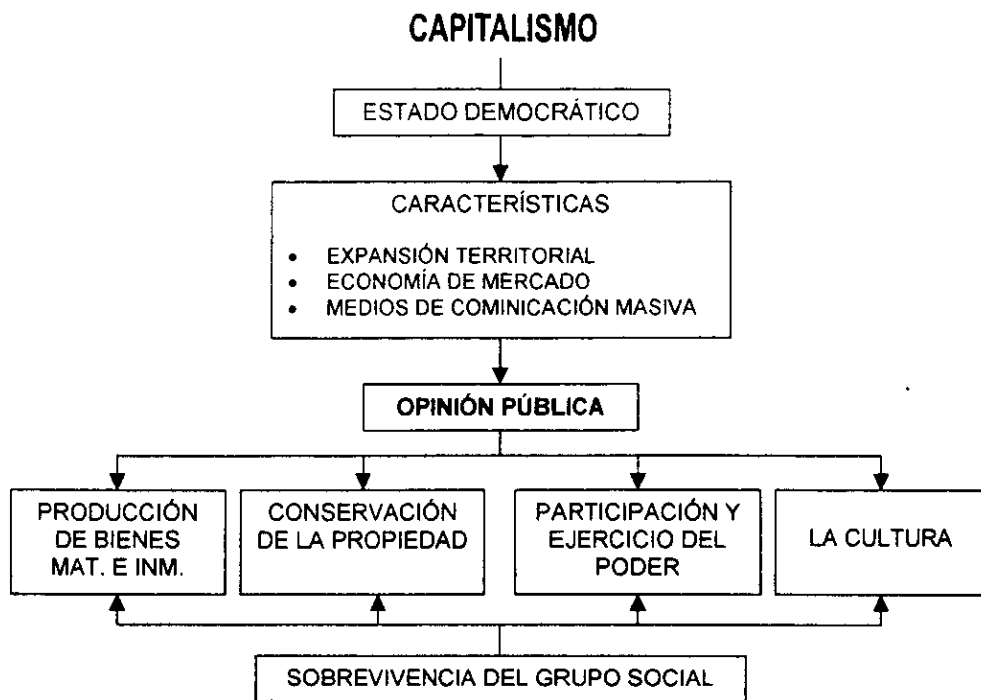 CAPITALISMO
ESTADO DEMOCRÁTICO
CARACTERÍSTICAS
• EXPANSIÓN TERRITORIAL
• ECONOMÍA DE MERCADO
• MEDIOS DE COMINICACIÓN MASIVA
OPINIÓN PÚBLICA
PRODUCCIÓN
DE BIENES
MAT. E INM.
CONSERVACIÓN
DE LA PROPIEDAD
PARTICIPACIÓN Y
EJERCICIO DEL
PODER
LA CULTURA
SOBREVIVENCIA DEL GRUPO SOCIAL